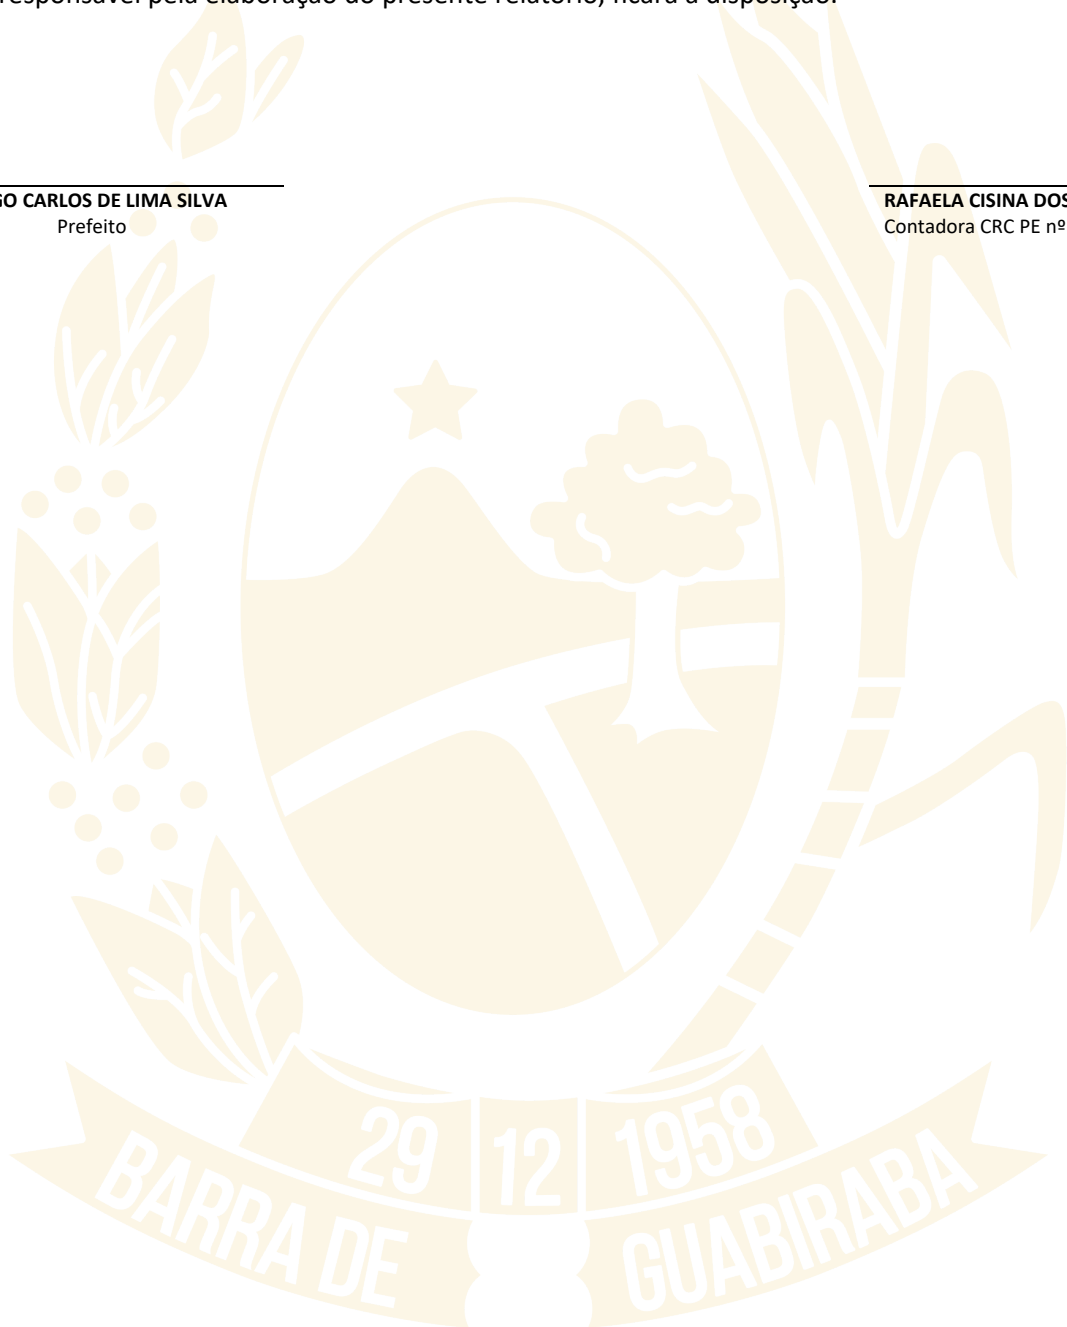 responsável pela elaboração do presente relatório, ficará à disposição.
GO CARLOS DE LIMA SILVA
Prefeito
RAFAELA CISINA DOS
Contadora CRC PE nº
29 12 1958
BARRA DE GUABIRABA